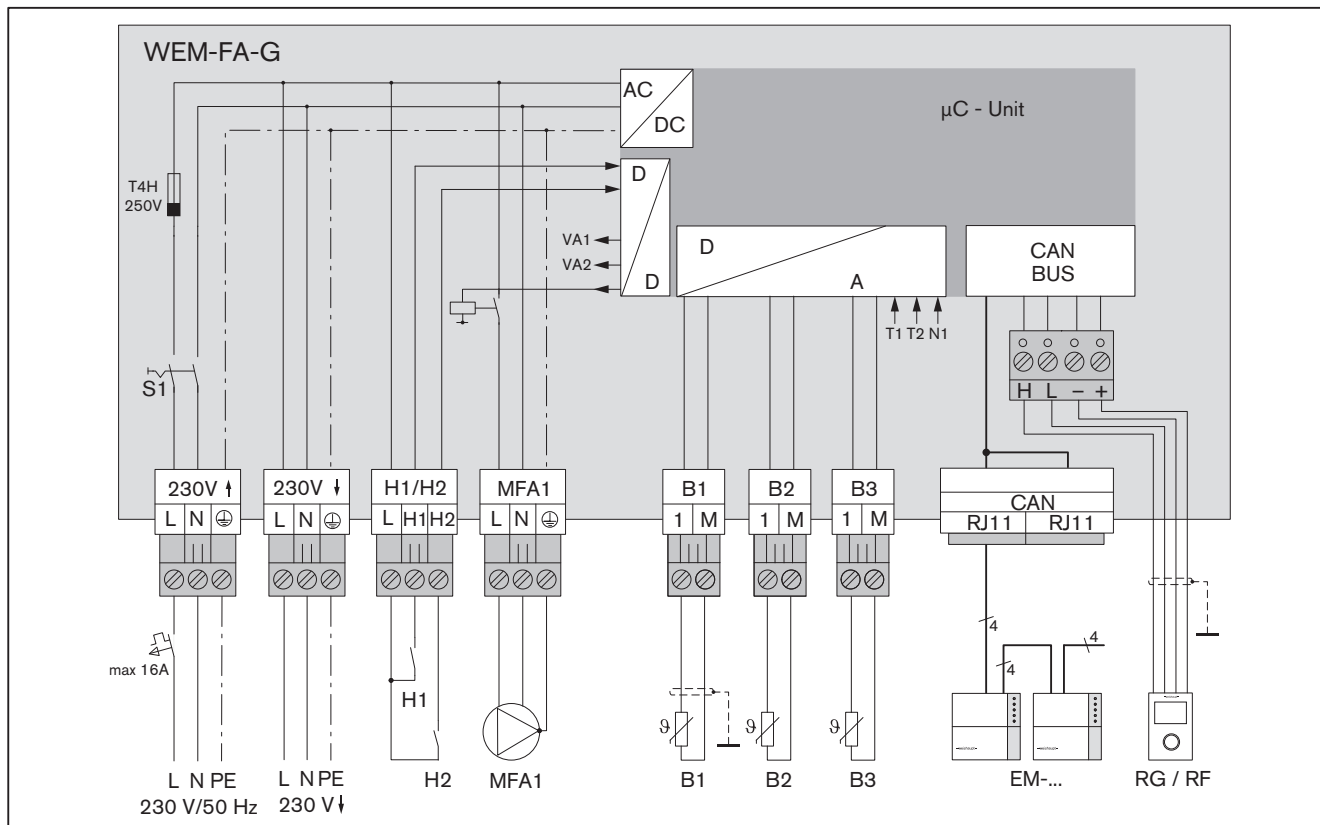 WEM-FA-G
AC
DC
µC - Unit
T4H
250V
D
VA1
VA2
D
D
A
T1 T2 N1
CAN
BUS
S1
H L – +
230V
230V
H1/H2
MFA1
B1
B2
B3
CAN
L N
L N
L H1 H2
L N
1 M
1 M
1 M
RJ11 RJ11
max 16A
H1
ϑ
ϑ
ϑ
4
4
4
L N PE
230 V/50 Hz
L N PE
230 V
H2
MFA1
B1
B2
B3
EM-...
RG / RF